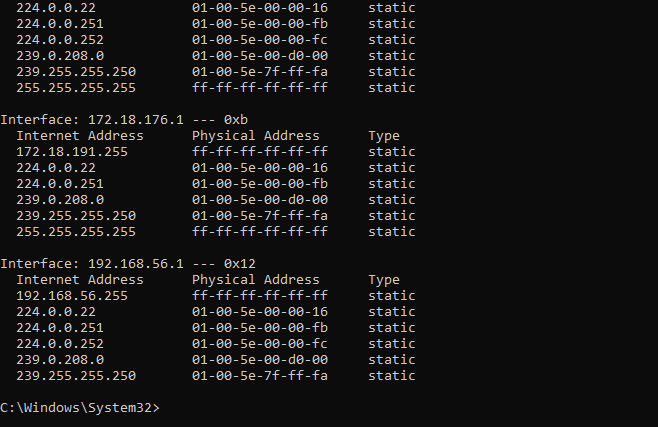 224.0.0.22 01-00-5e-00-00-16 static
224.0.0.251 01-00-5e-00-00-fb static
224.0.0.252 01-00-5e-00-00-fc static
239.0.208.0 01-00-5e-00-d0-00 static
239.255.255.250 01-00-5e-7f-ff-fa static
255.255.255.255 ff-ff-ff-ff-ff-ff static
Interface: 172.18.176.1 --- 0xb
Internet Address Physical Address Type
172.18.191.255 ff-ff-ff-ff-ff-ff static
224.0.0.22 01-00-5e-00-00-16 static
224.0.0.251 01-00-5e-00-00-fb static
239.0.208.0 01-00-5e-00-d0-00 static
239.255.255.250 01-00-5e-7f-ff-fa static
255.255.255.255 ff-ff-ff-ff-ff-ff static
Interface: 192.168.56.1 --- 0x12
Internet Address Physical Address Type
192.168.56.255 ff-ff-ff-ff-ff-ff static
224.0.0.22 01-00-5e-00-00-16 static
224.0.0.251 01-00-5e-00-00-fb static
224.0.0.252 01-00-5e-00-00-fc static
239.0.208.0 01-00-5e-00-d0-00 static
239.255.255.250 01-00-5e-7f-ff-fa static
C:\Windows\System32>